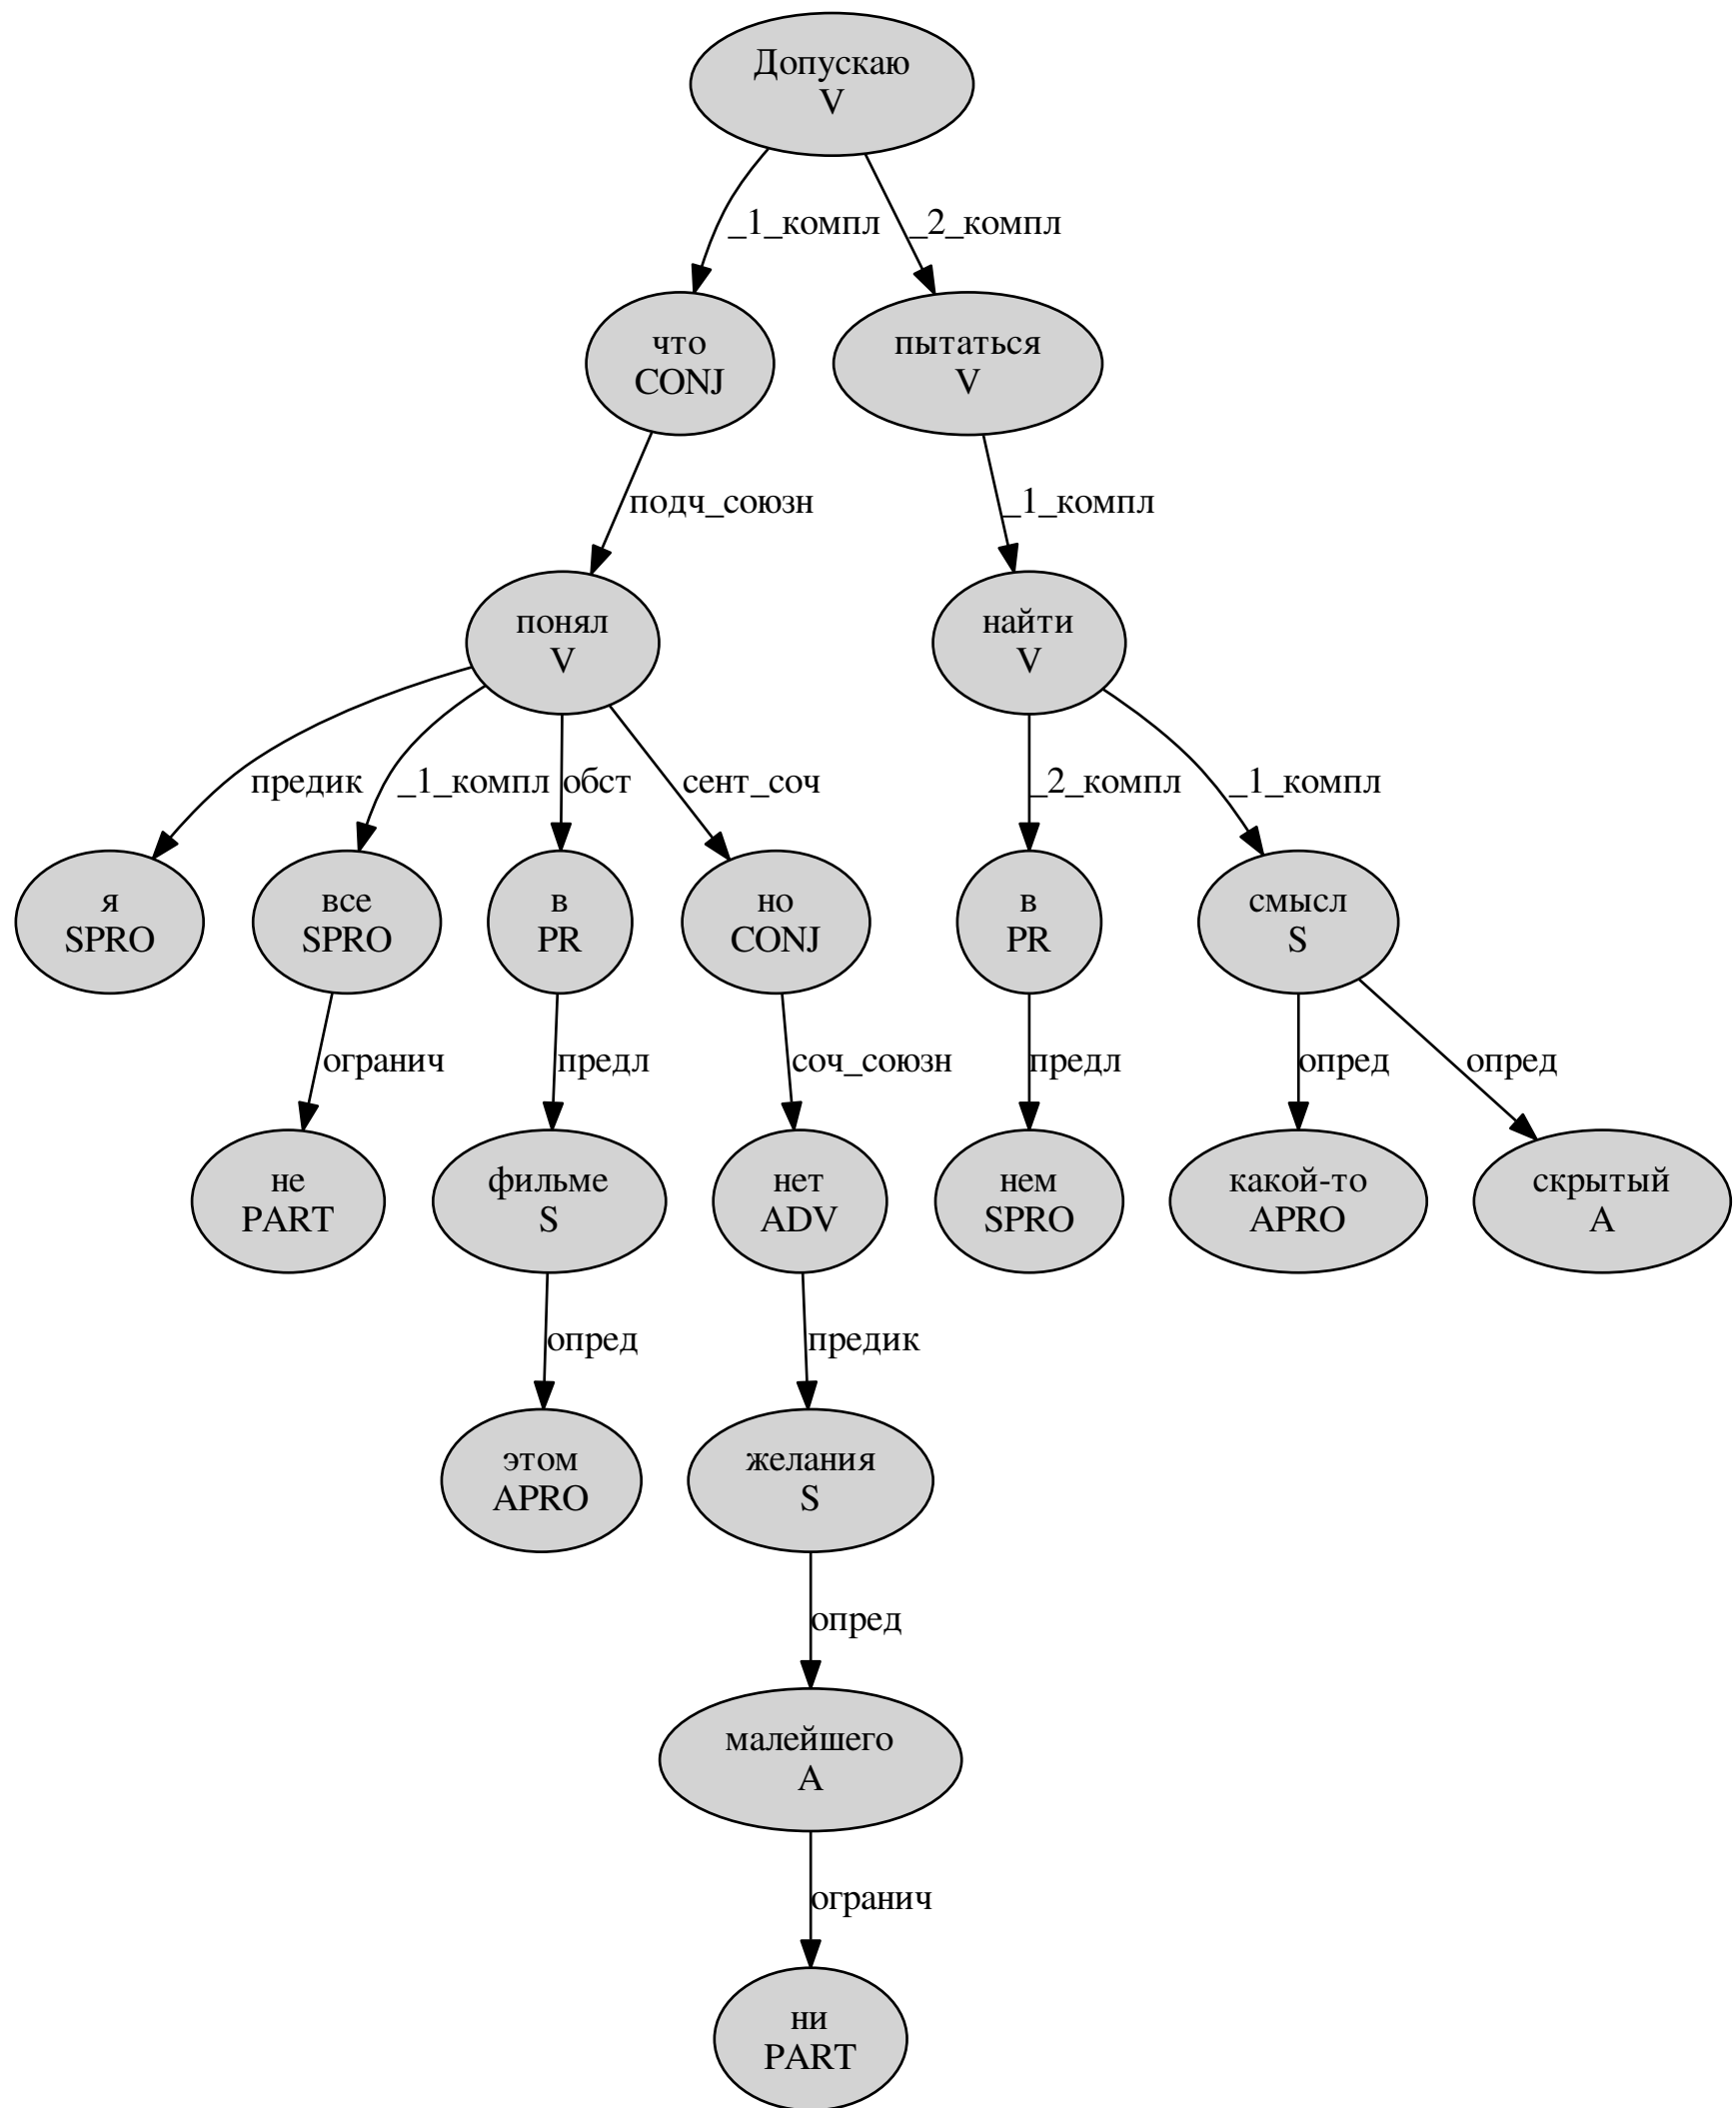 Допускаю
V
_1_компл
_2_компл
что
CONJ
пытаться
V
подч_союзн
_1_компл
понял
V
найти
V
предик
_1_компл
обст
сент_соч
_2_компл
_1_компл
я
SPRO
все
SPRO
в
PR
но
CONJ
в
PR
смысл
S
огранич
предл
соч_союзн
предл
опред
опред
не
PART
фильме
S
нет
ADV
нем
SPRO
какой-то
APRO
скрытый
A
опред
предик
этом
APRO
желания
S
опред
малейшего
A
огранич
ни
PART